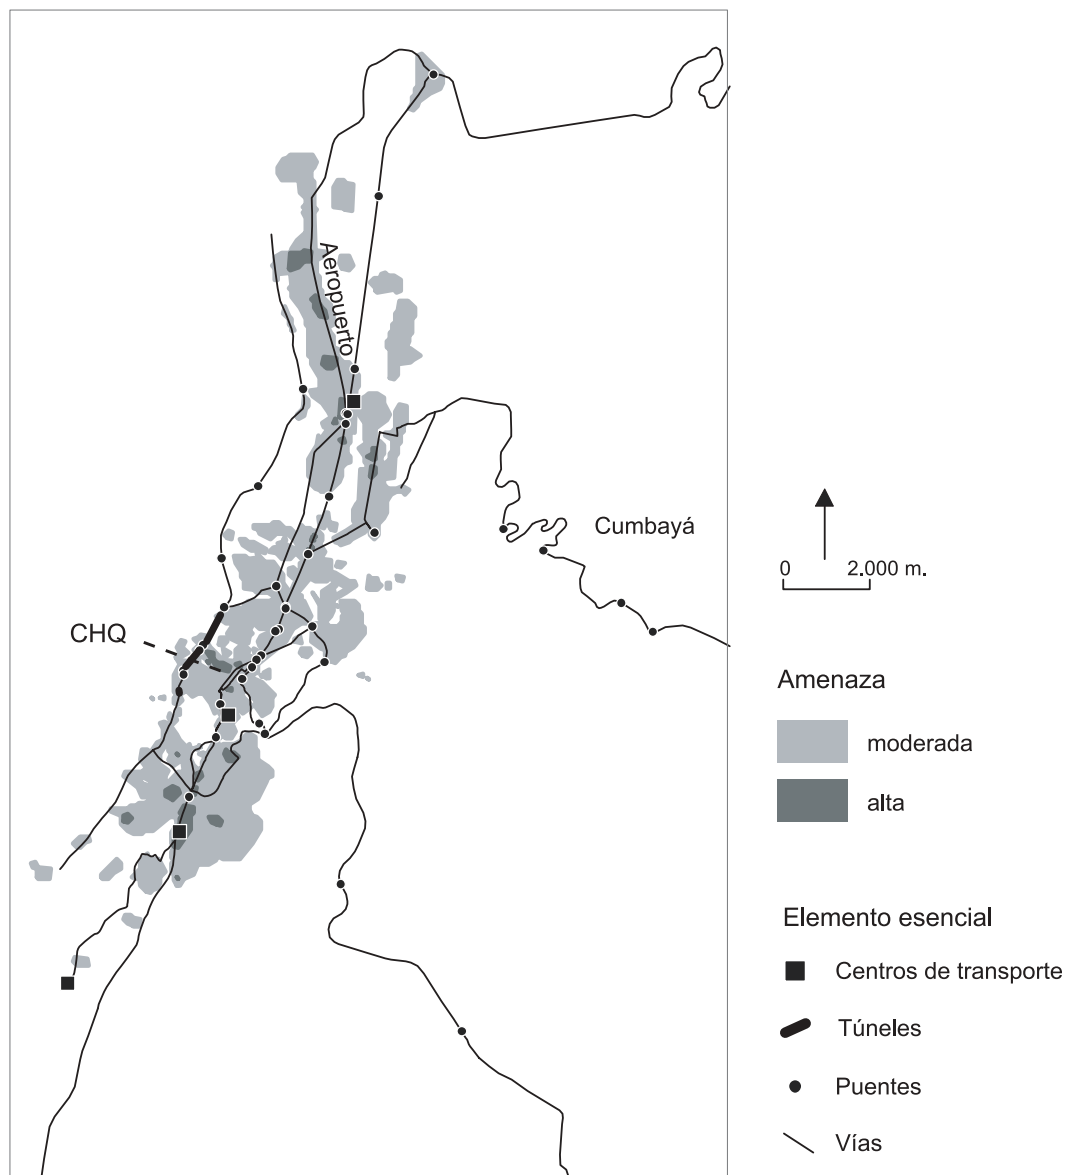 Aeropuerto
Cumbayá
CHQ
0 2.000 m.
Amenaza
moderada
alta
Elemento esencial
Centros de transporte
Túneles
Puentes
Vías